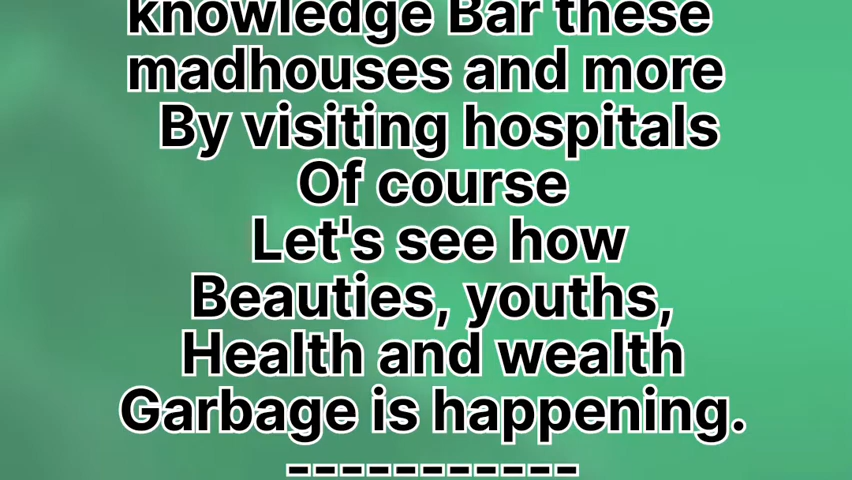 knowledge Bar these
madhouses and more
By visiting hospitals
Of course
Let's see how
Beauties, youths,
Health and wealth
Garbage is happening.
-----------